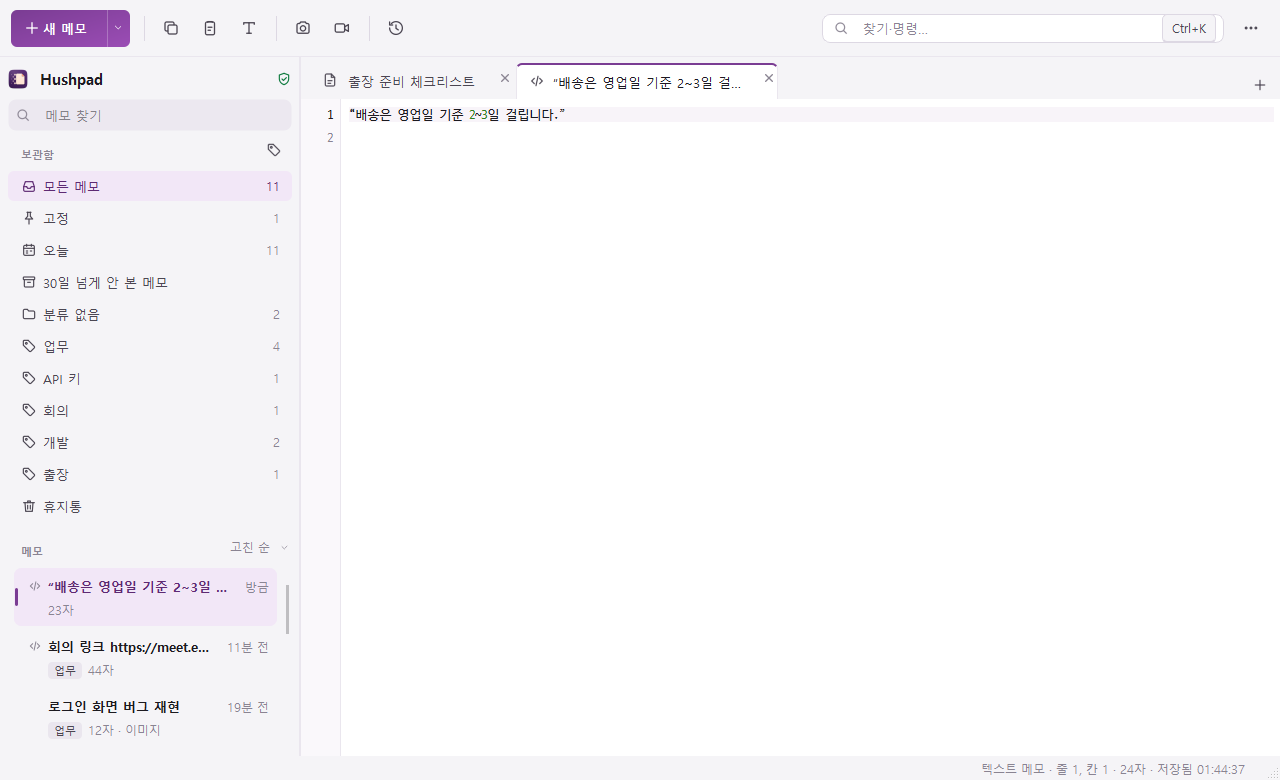 새 메모
찾기·명령...
Ctrl+K
Hushpad
메모 찾기
보관함
모든 메모 11
고정 1
오늘 11
30일 넘게 안 본 메모
분류 없음 2
업무 4
API 키 1
회의 1
개발 2
출장 1
휴지통
메모 고친 순
“배송은 영업일 기준 2~3일 ... 방금
23자
회의 링크 https://meet.e... 11분 전
업무 44자
로그인 화면 버그 재현 19분 전
업무 12자 · 이미지
출장 준비 체크리스트
“배송은 영업일 기준 2~3일 걸...
1 “배송은 영업일 기준 2~3일 걸립니다.”
2
텍스트 메모 · 줄 1, 칸 1 · 24자 · 저장됨 01:44:37